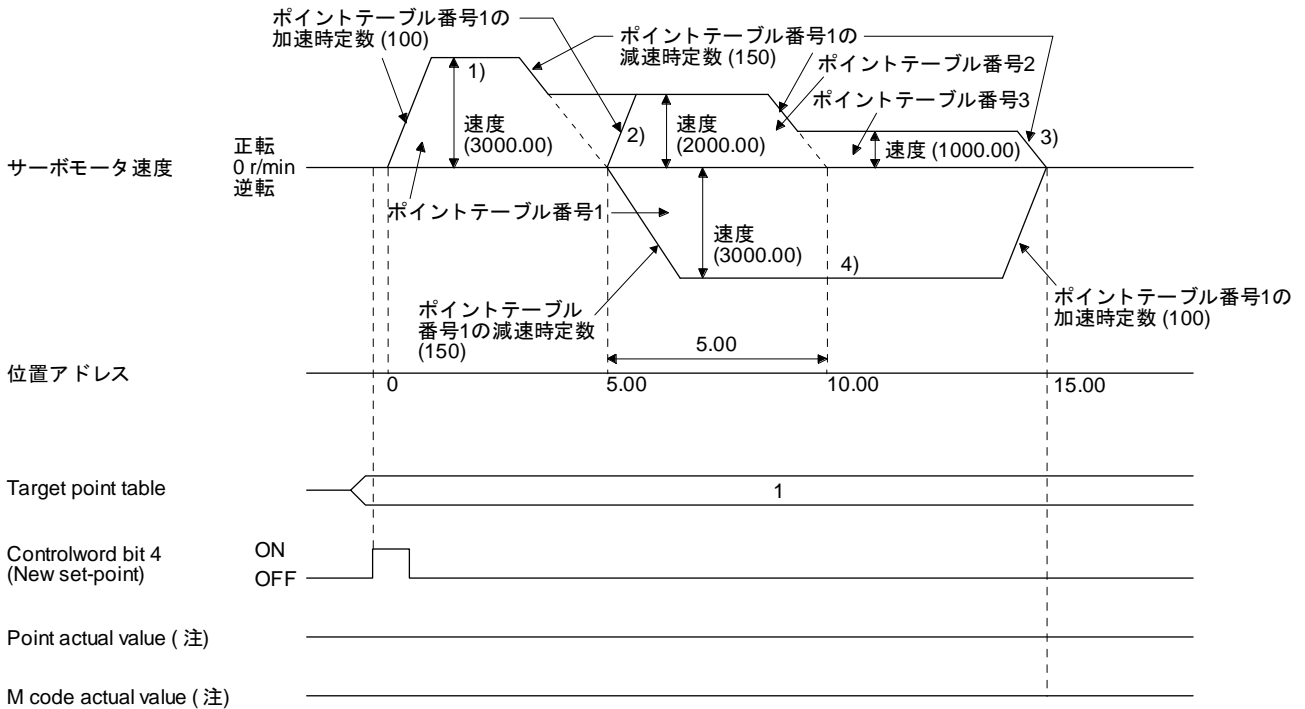 ポイントテーブル番号1の
加速時定数 (100)
ポイントテーブル番号1の
減速時定数 (150)
ポイントテーブル番号2
ポイントテーブル番号3
1)
2)
3)
速度
(3000.00)
速度
(2000.00)
速度 (1000.00)
サーボモータ速度
正転
0 r/min
逆転
ポイントテーブル番号1
速度
(3000.00)
4)
ポイントテーブル
番号1の減速時定数
(150)
ポイントテーブル番号1の
加速時定数 (100)
5.00
位置アドレス
0
5.00
10.00
15.00
Target point table
1
Controlword bit 4
(New set-point)
ON
OFF
Point actual value ( 注)
M code actual value ( 注)